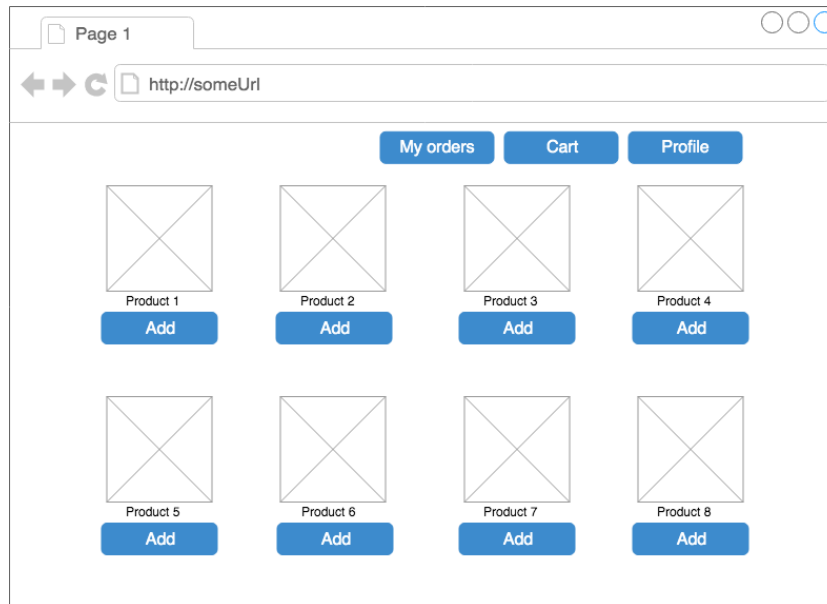 Page 1
http://someUrl
My orders Cart Profile
Product 1 Product 2 Product 3 Product 4
Add Add Add Add
Product 5 Product 6 Product 7 Product 8
Add Add Add Add